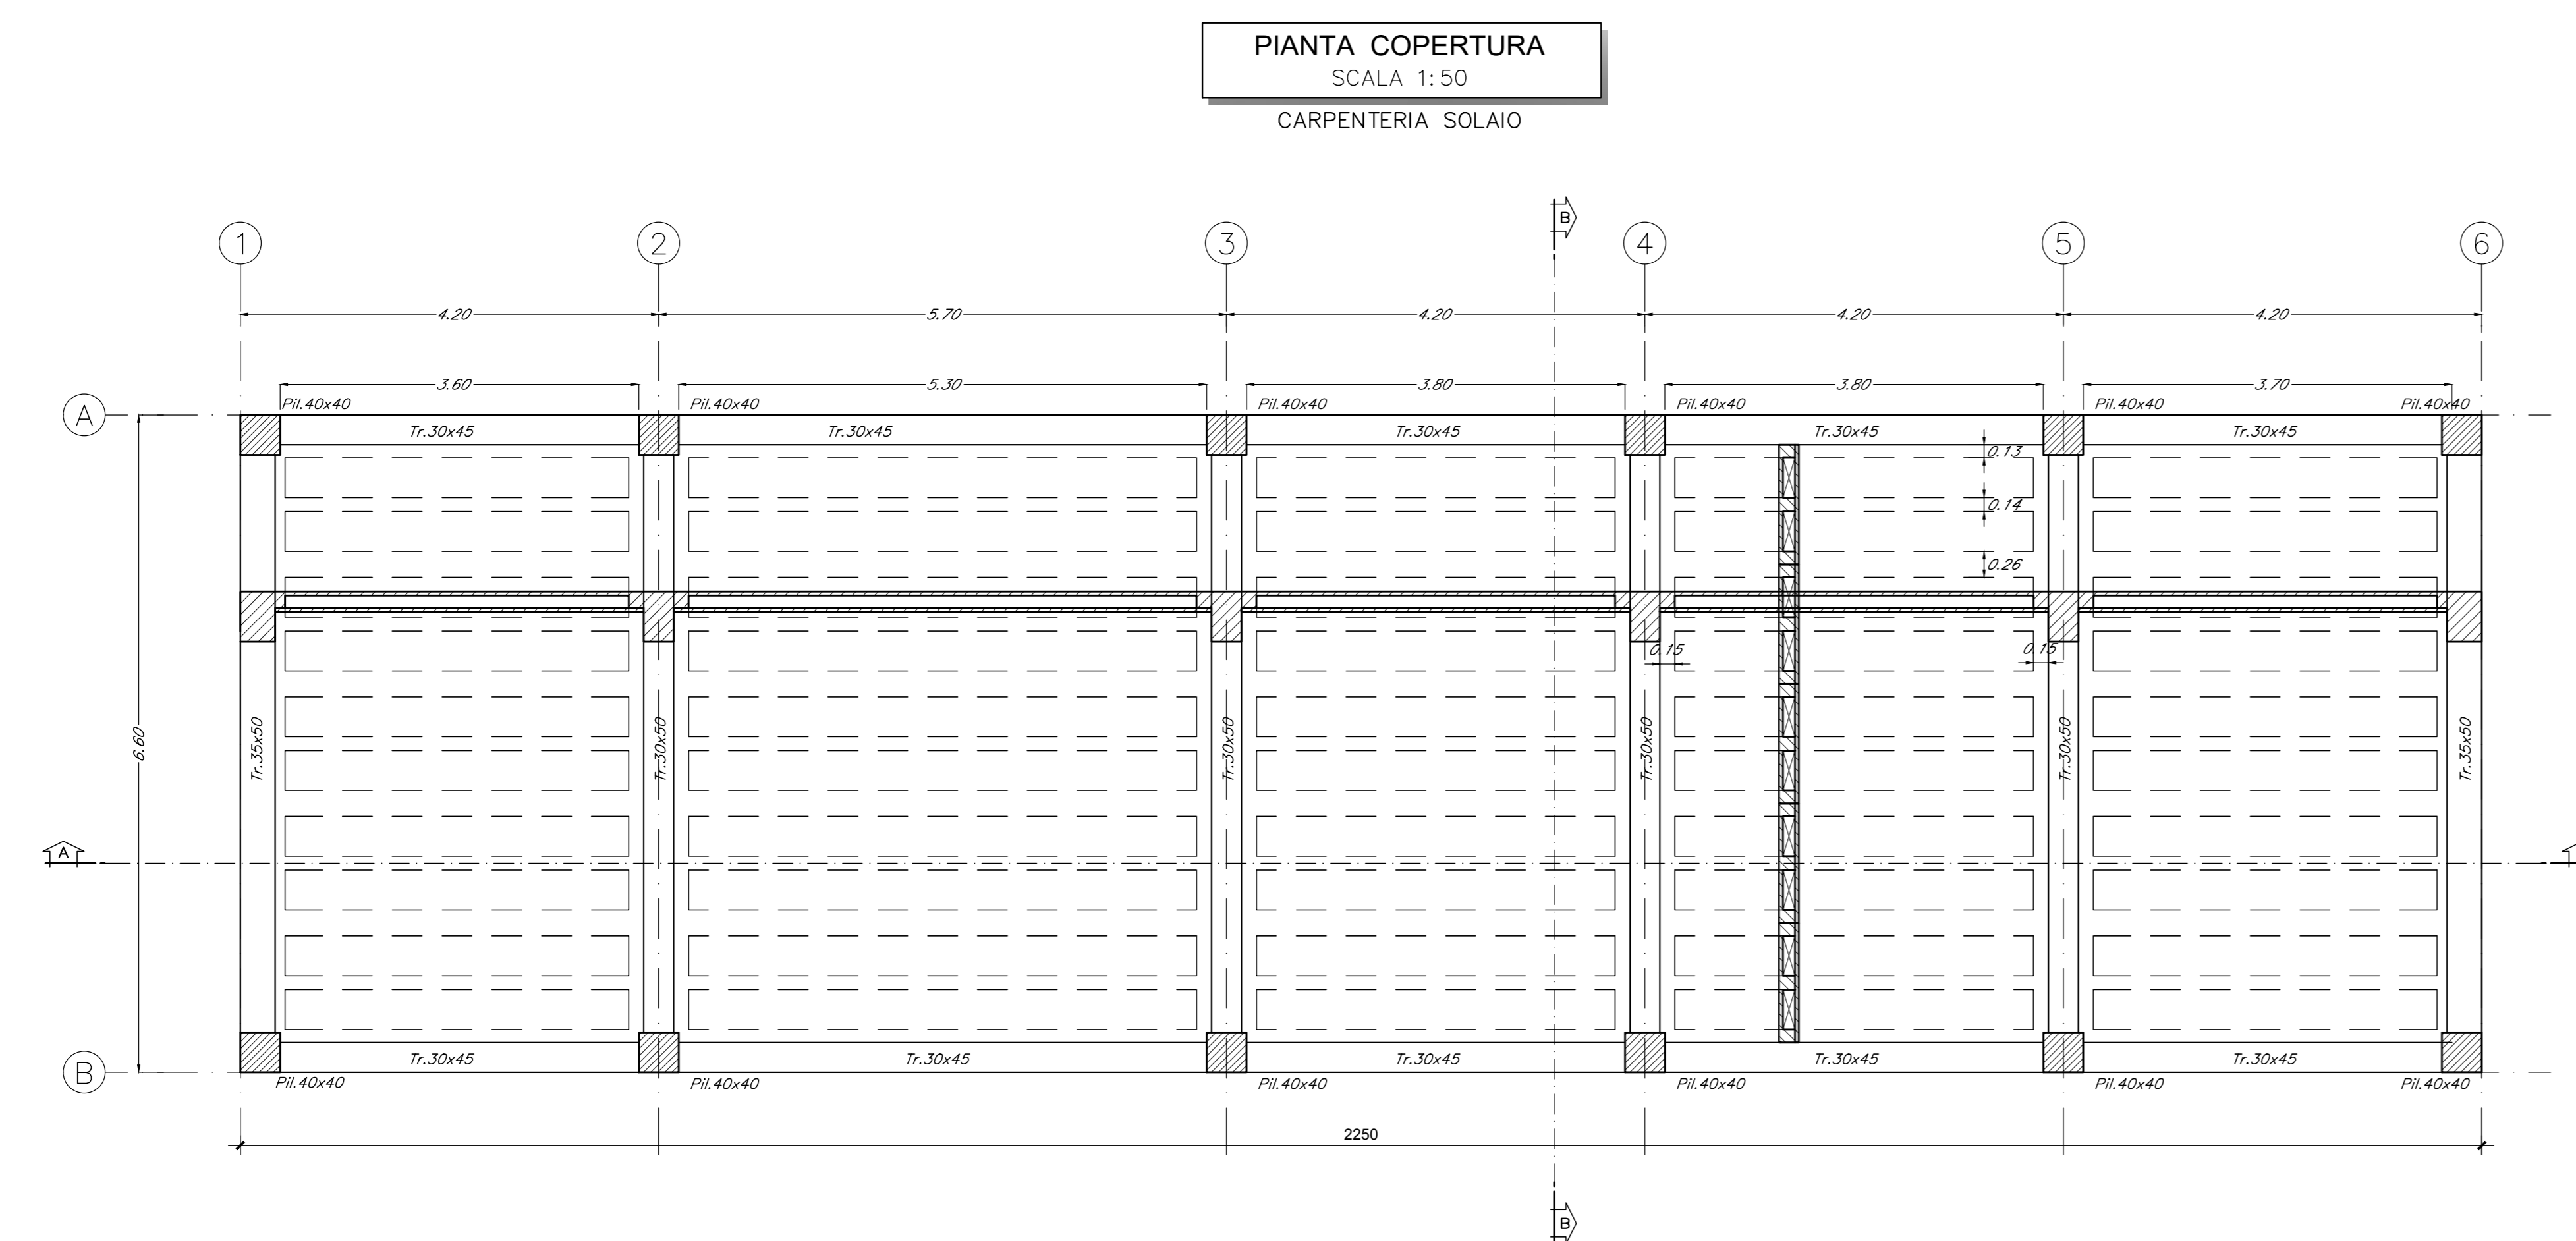 PIANTA COPERTURA
SCALA 1:50
CARPENTERIA SOLAIO
B
1 2 3 4 5 6
4.20 5.70 4.20 4.20 4.20
3.60 5.30 3.80 3.80 3.70
Pil.40x40 Pil.40x40 Pil.40x40 Pil.40x40 Pil.40x40 Pil.40x40
A
Tr.30x45 Tr.30x45 Tr.30x45 Tr.30x45 Tr.30x45
0.13
0.14
0.26
0.15 0.15
6.60
Tr.35x50 Tr.30x50 Tr.30x50 Tr.30x50 Tr.30x50 Tr.35x50
A
Tr.30x45 Tr.30x45 Tr.30x45 Tr.30x45 Tr.30x45
B
Pil.40x40 Pil.40x40 Pil.40x40 Pil.40x40 Pil.40x40 Pil.40x40
2250
B